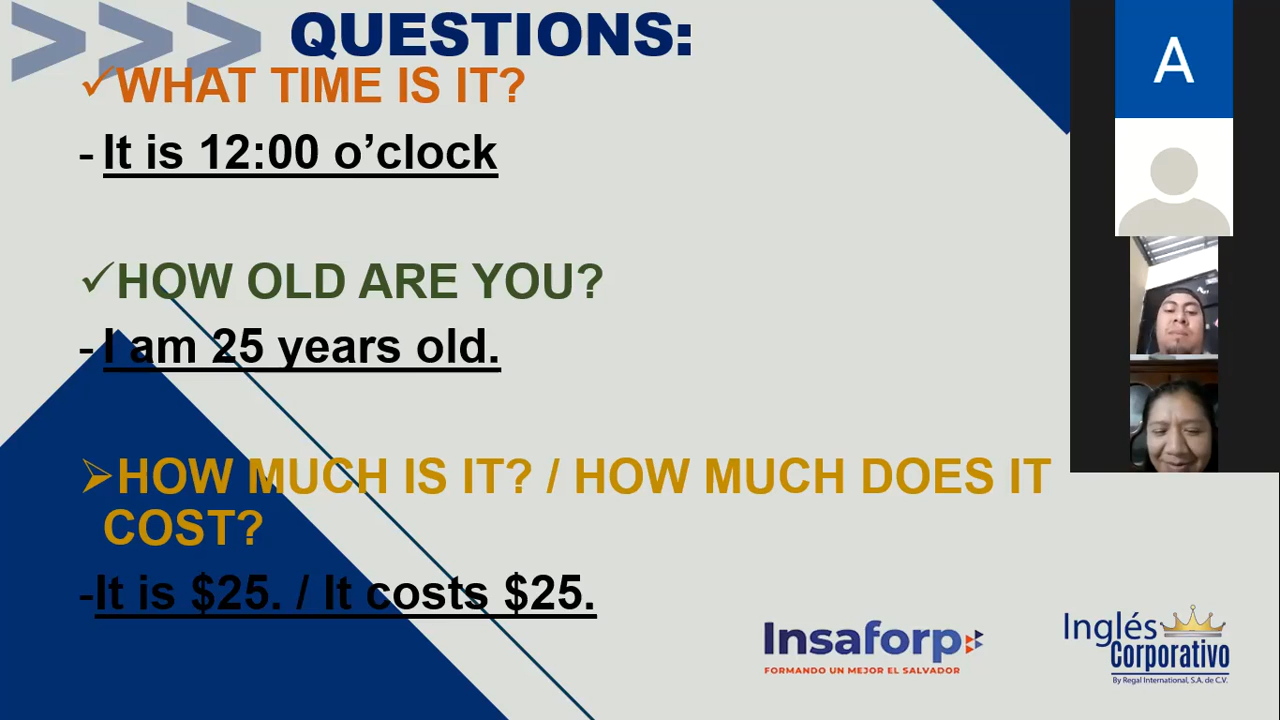 QUESTIONS:
WHAT TIME IS IT?
- It is 12:00 o’clock
HOW OLD ARE YOU?
- I am 25 years old.
HOW MUCH IS IT? / HOW MUCH DOES IT
COST?
-It is $25. / It costs $25.
A
Insaforp
FORMANDO UN MEJOR EL SALVADOR
Inglés
Corporativo
By Regal International, S.A. de C.V.